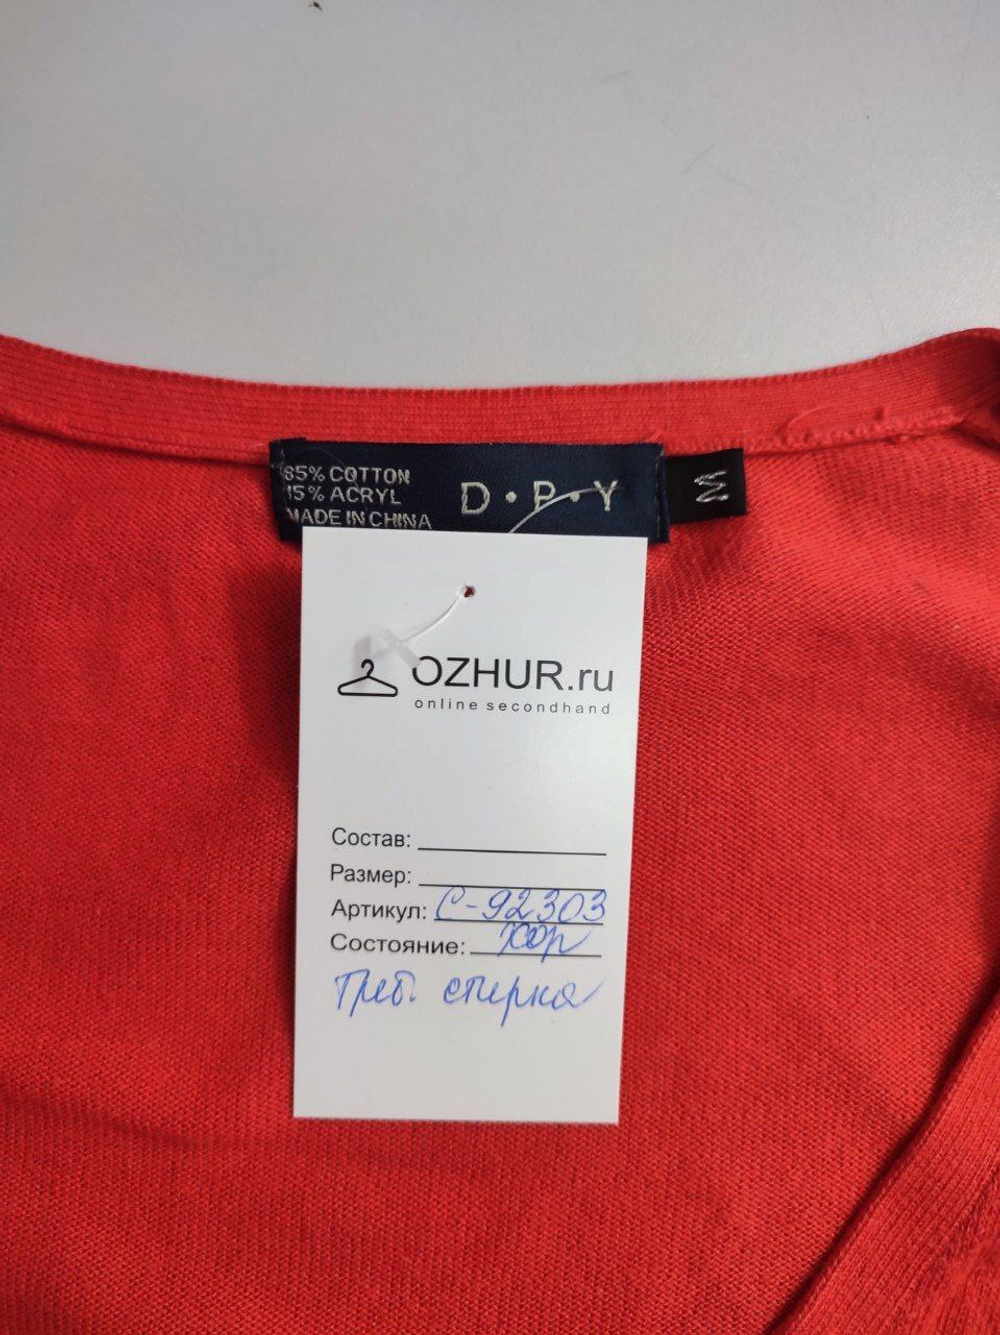 85% COTTON
15% ACRYL
MADE IN CHINA
D·P·Y
M
OZHUR.ru
online secondhand
Состав:
Размер:
Артикул: С-92303
Состояние: хор
Треб. стирка